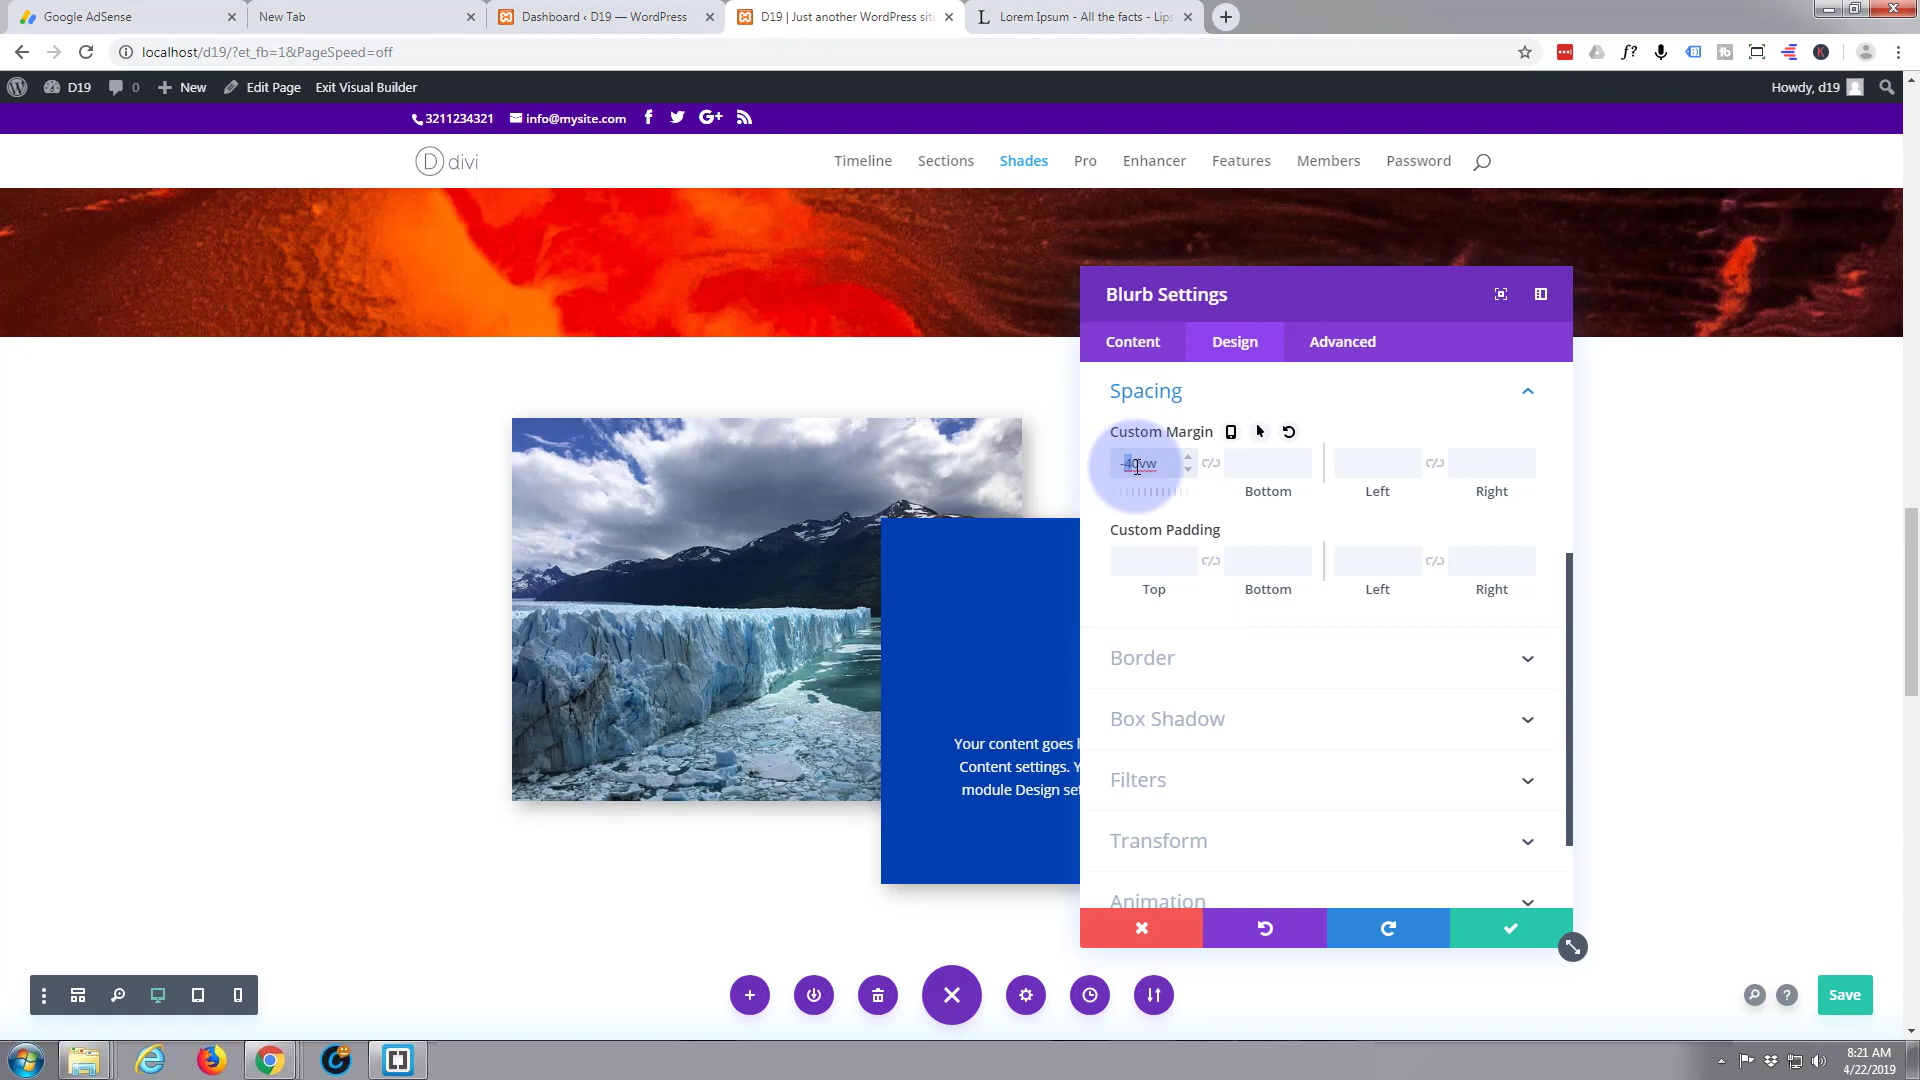 Google AdSense
New Tab
Dashboard ‹ D19 — WordPress
D19 | Just another WordPress site
Lorem Ipsum - All the facts - Lips
localhost/d19/?et_fb=1&PageSpeed=off
D19
0
New
Edit Page
Exit Visual Builder
Howdy, d19
3211234321
info@mysite.com
divi
Timeline
Sections
Shades
Pro
Enhancer
Features
Members
Password
Blurb Settings
Content
Design
Advanced
Spacing
Custom Margin
-40vw
Bottom
Left
Right
Custom Padding
Top
Bottom
Left
Right
Border
Box Shadow
Filters
Transform
Animation
Your content goes
Content settings.
module Design
Save
8:21 AM
4/22/2019